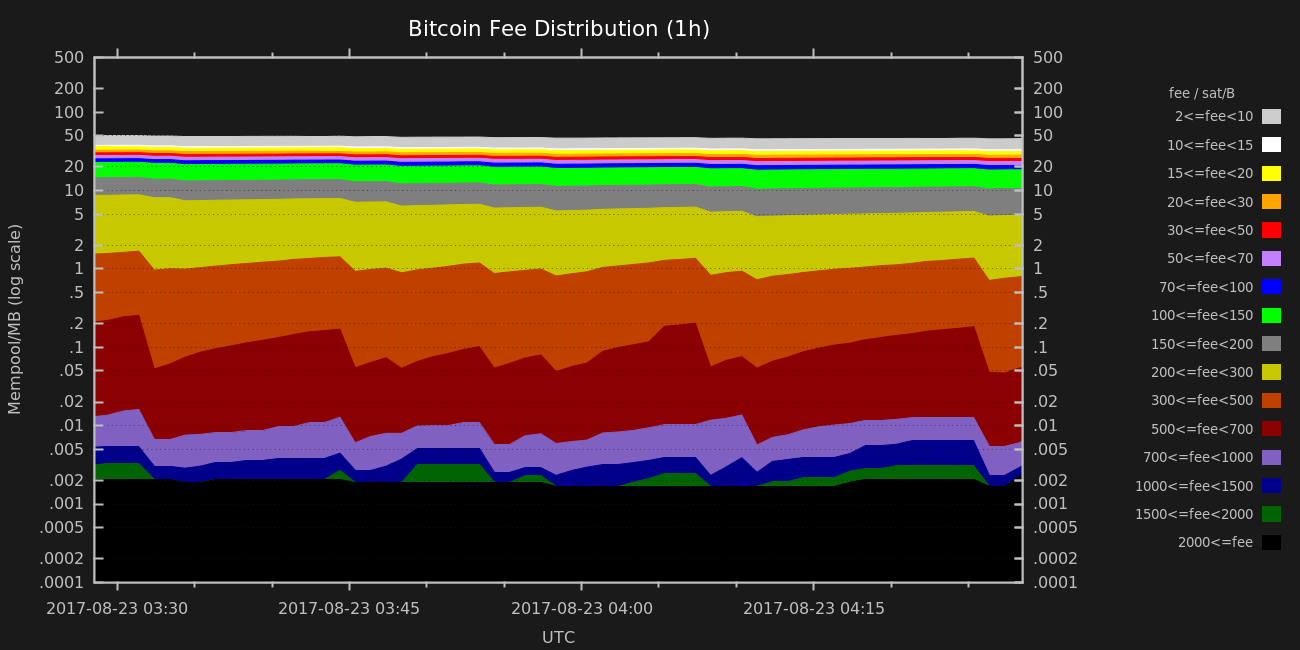 Bitcoin Fee Distribution (1h)
500 500
200 200
100 100
50 50
20 20
10 10
5 5
2 2
1 1
.5 .5
.2 .2
.1 .1
.05 .05
.02 .02
.01 .01
.005 .005
.002 .002
.001 .001
.0005 .0005
.0002 .0002
.0001 .0001
Mempool/MB (log scale)
2017-08-23 03:30 2017-08-23 03:45 2017-08-23 04:00 2017-08-23 04:15
UTC
fee / sat/B
2<=fee<10
10<=fee<15
15<=fee<20
20<=fee<30
30<=fee<50
50<=fee<70
70<=fee<100
100<=fee<150
150<=fee<200
200<=fee<300
300<=fee<500
500<=fee<700
700<=fee<1000
1000<=fee<1500
1500<=fee<2000
2000<=fee